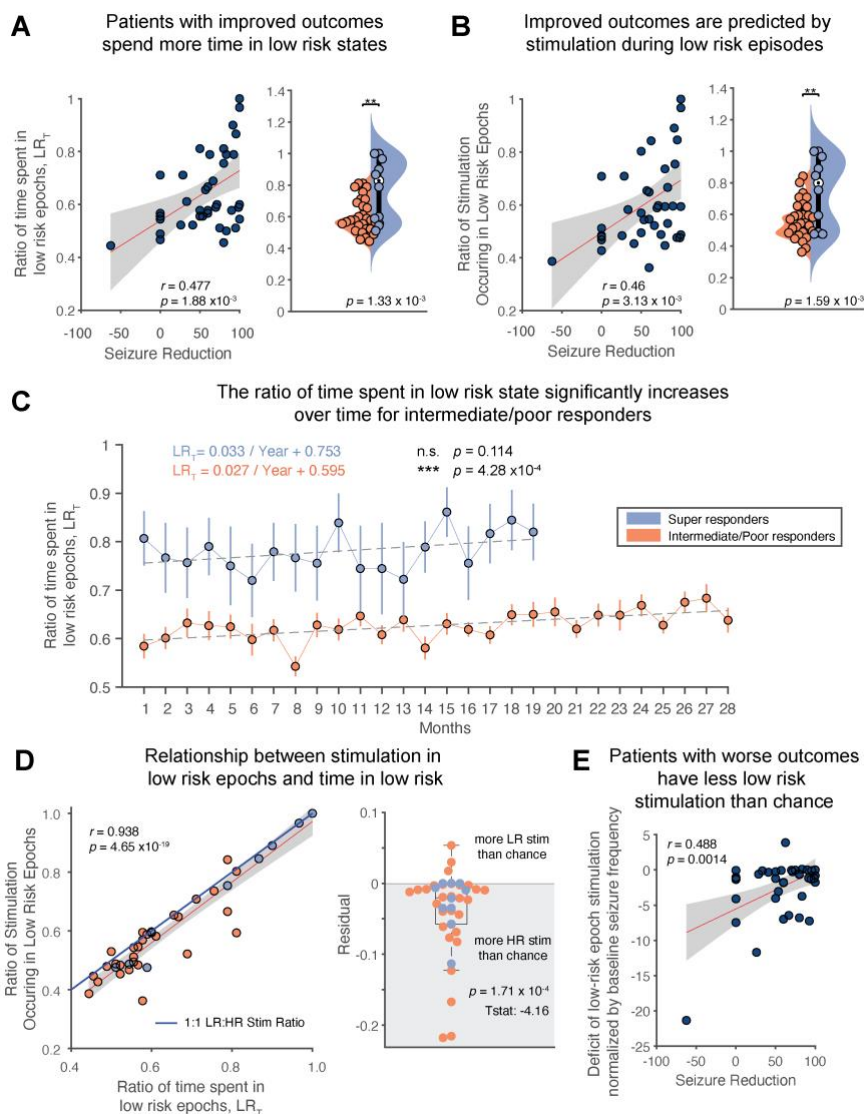 A
Patients with improved outcomes
spend more time in low risk states
Ratio of time spent in
low risk epochs, LR_T
1
0.8
0.6
0.4
0.2
-100 -50 0 50 100
Seizure Reduction
r = 0.477
p = 1.88 x10⁻³
1.4
1.2
1
0.8
0.6
0.4
0.2
0
**
p = 1.33 x 10⁻³
B
Improved outcomes are predicted by
stimulation during low risk episodes
Ratio of Stimulation
Occuring in Low Risk Epochs
1
0.8
0.6
0.4
0.2
-100 -50 0 50 100
Seizure Reduction
r = 0.46
p = 3.13 x 10⁻³
1.4
1.2
1
0.8
0.6
0.4
0.2
0
**
p = 1.59 x 10⁻³
C
The ratio of time spent in low risk state significantly increases
over time for intermediate/poor responders
LR_T = 0.033 / Year + 0.753 n.s. p = 0.114
LR_T = 0.027 / Year + 0.595 *** p = 4.28 x10⁻⁴
Ratio of time spent in
low risk epochs, LR_T
1
0.9
0.8
0.7
0.6
0.5
Super responders
Intermediate/Poor responders
1 2 3 4 5 6 7 8 9 10 11 12 13 14 15 16 17 18 19 20 21 22 23 24 25 26 27 28
Months
D
Relationship between stimulation in
low risk epochs and time in low risk
Ratio of Stimulation
Occuring in Low Risk Epochs
1.0
0.8
0.6
0.4
0.2
r = 0.938
p = 4.65 x10⁻¹⁹
1:1 LR:HR Stim Ratio
0.4 0.6 0.8 1.0
Ratio of time spent in
low risk epochs, LR_T
Residual
0.1
0
-0.1
-0.2
more LR stim
than chance
more HR stim
than chance
p = 1.71 x 10⁻⁴
Tstat: -4.16
E
Patients with worse outcomes
have less low risk
stimulation than chance
Deficit of low-risk epoch stimulation
normalized by baseline seizure frequency
5
0
-5
-10
-15
-20
-25
r = 0.488
p = 0.0014
-100 -50 0 50 100
Seizure Reduction